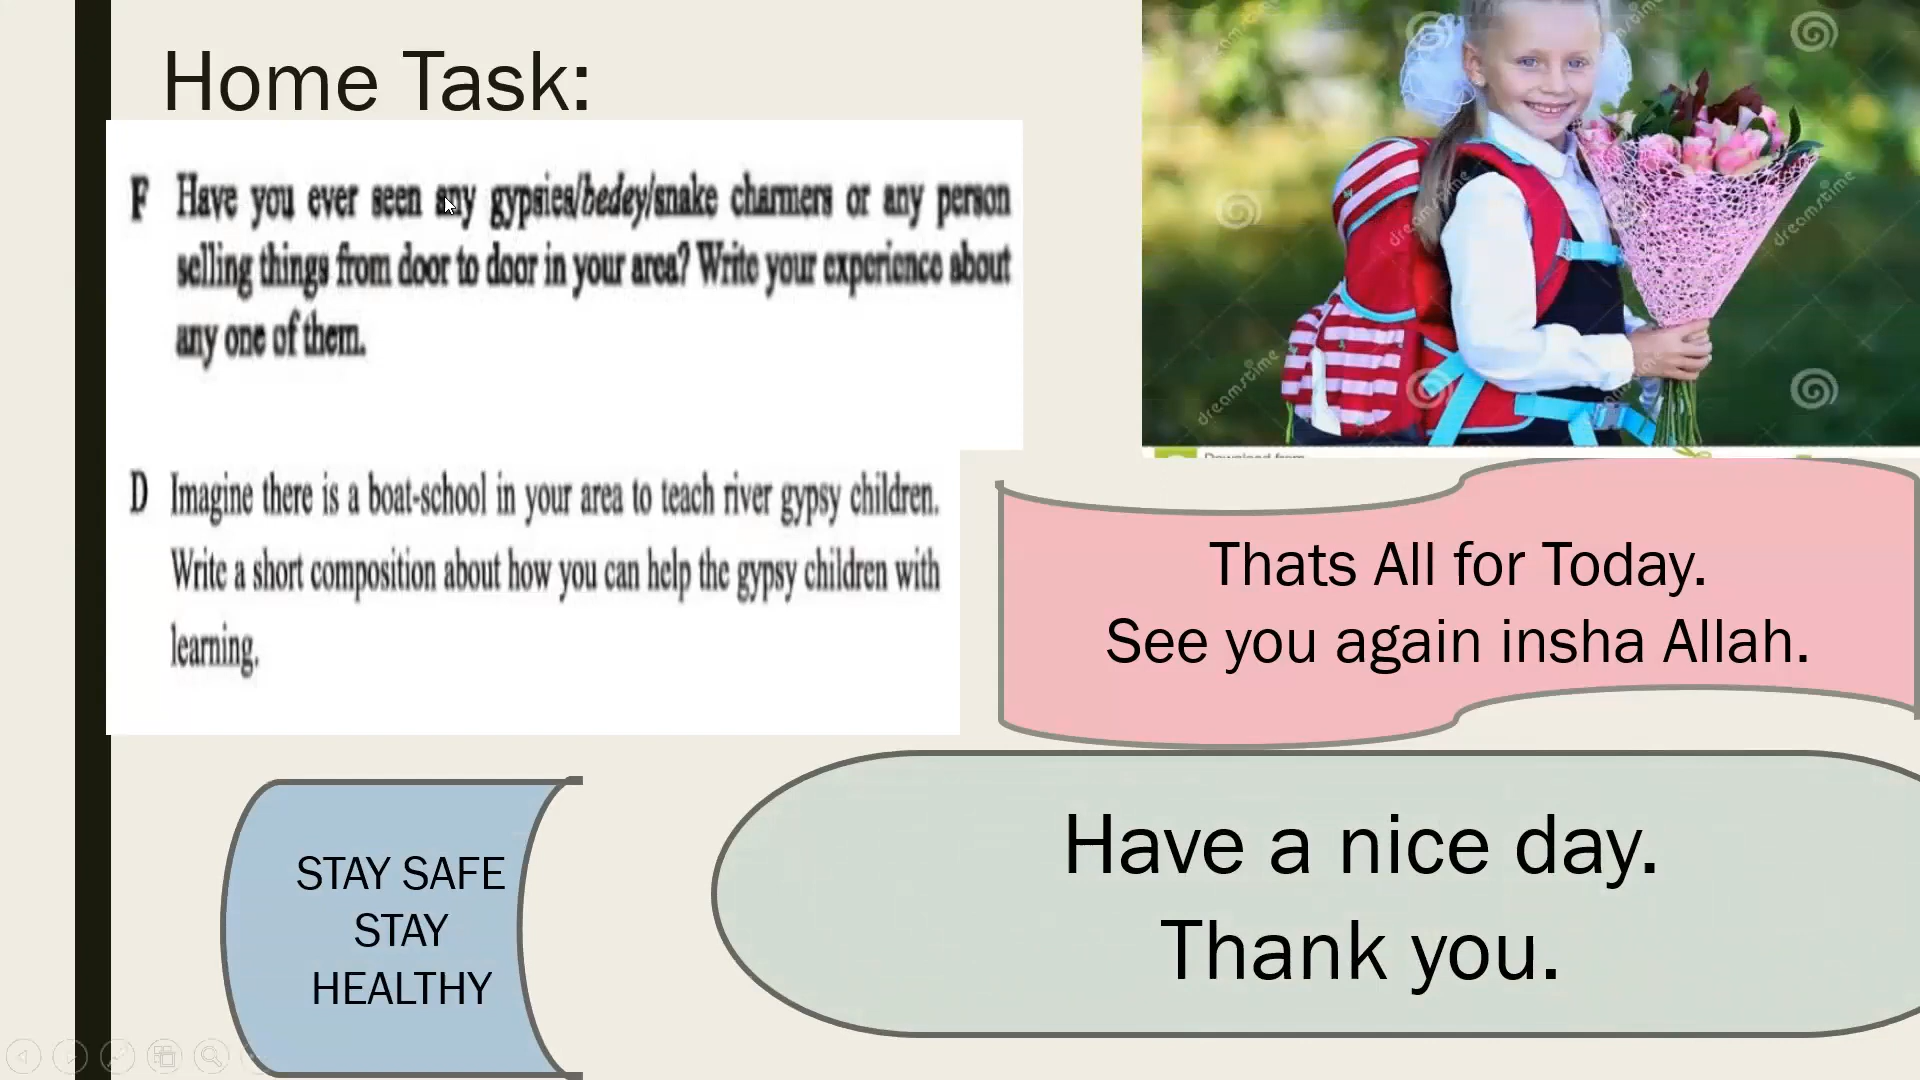 Home Task:
F Have you ever seen any gypsies/bedey/snake charmers or any person
selling things from door to door in your area? Write your experience about
any one of them.
D Imagine there is a boat-school in your area to teach river gypsy children.
Write a short composition about how you can help the gypsy children with
learning.
dreamstime
dreamstime
dreamstime
Thats All for Today.
See you again insha Allah.
STAY SAFE
STAY
HEALTHY
Have a nice day.
Thank you.